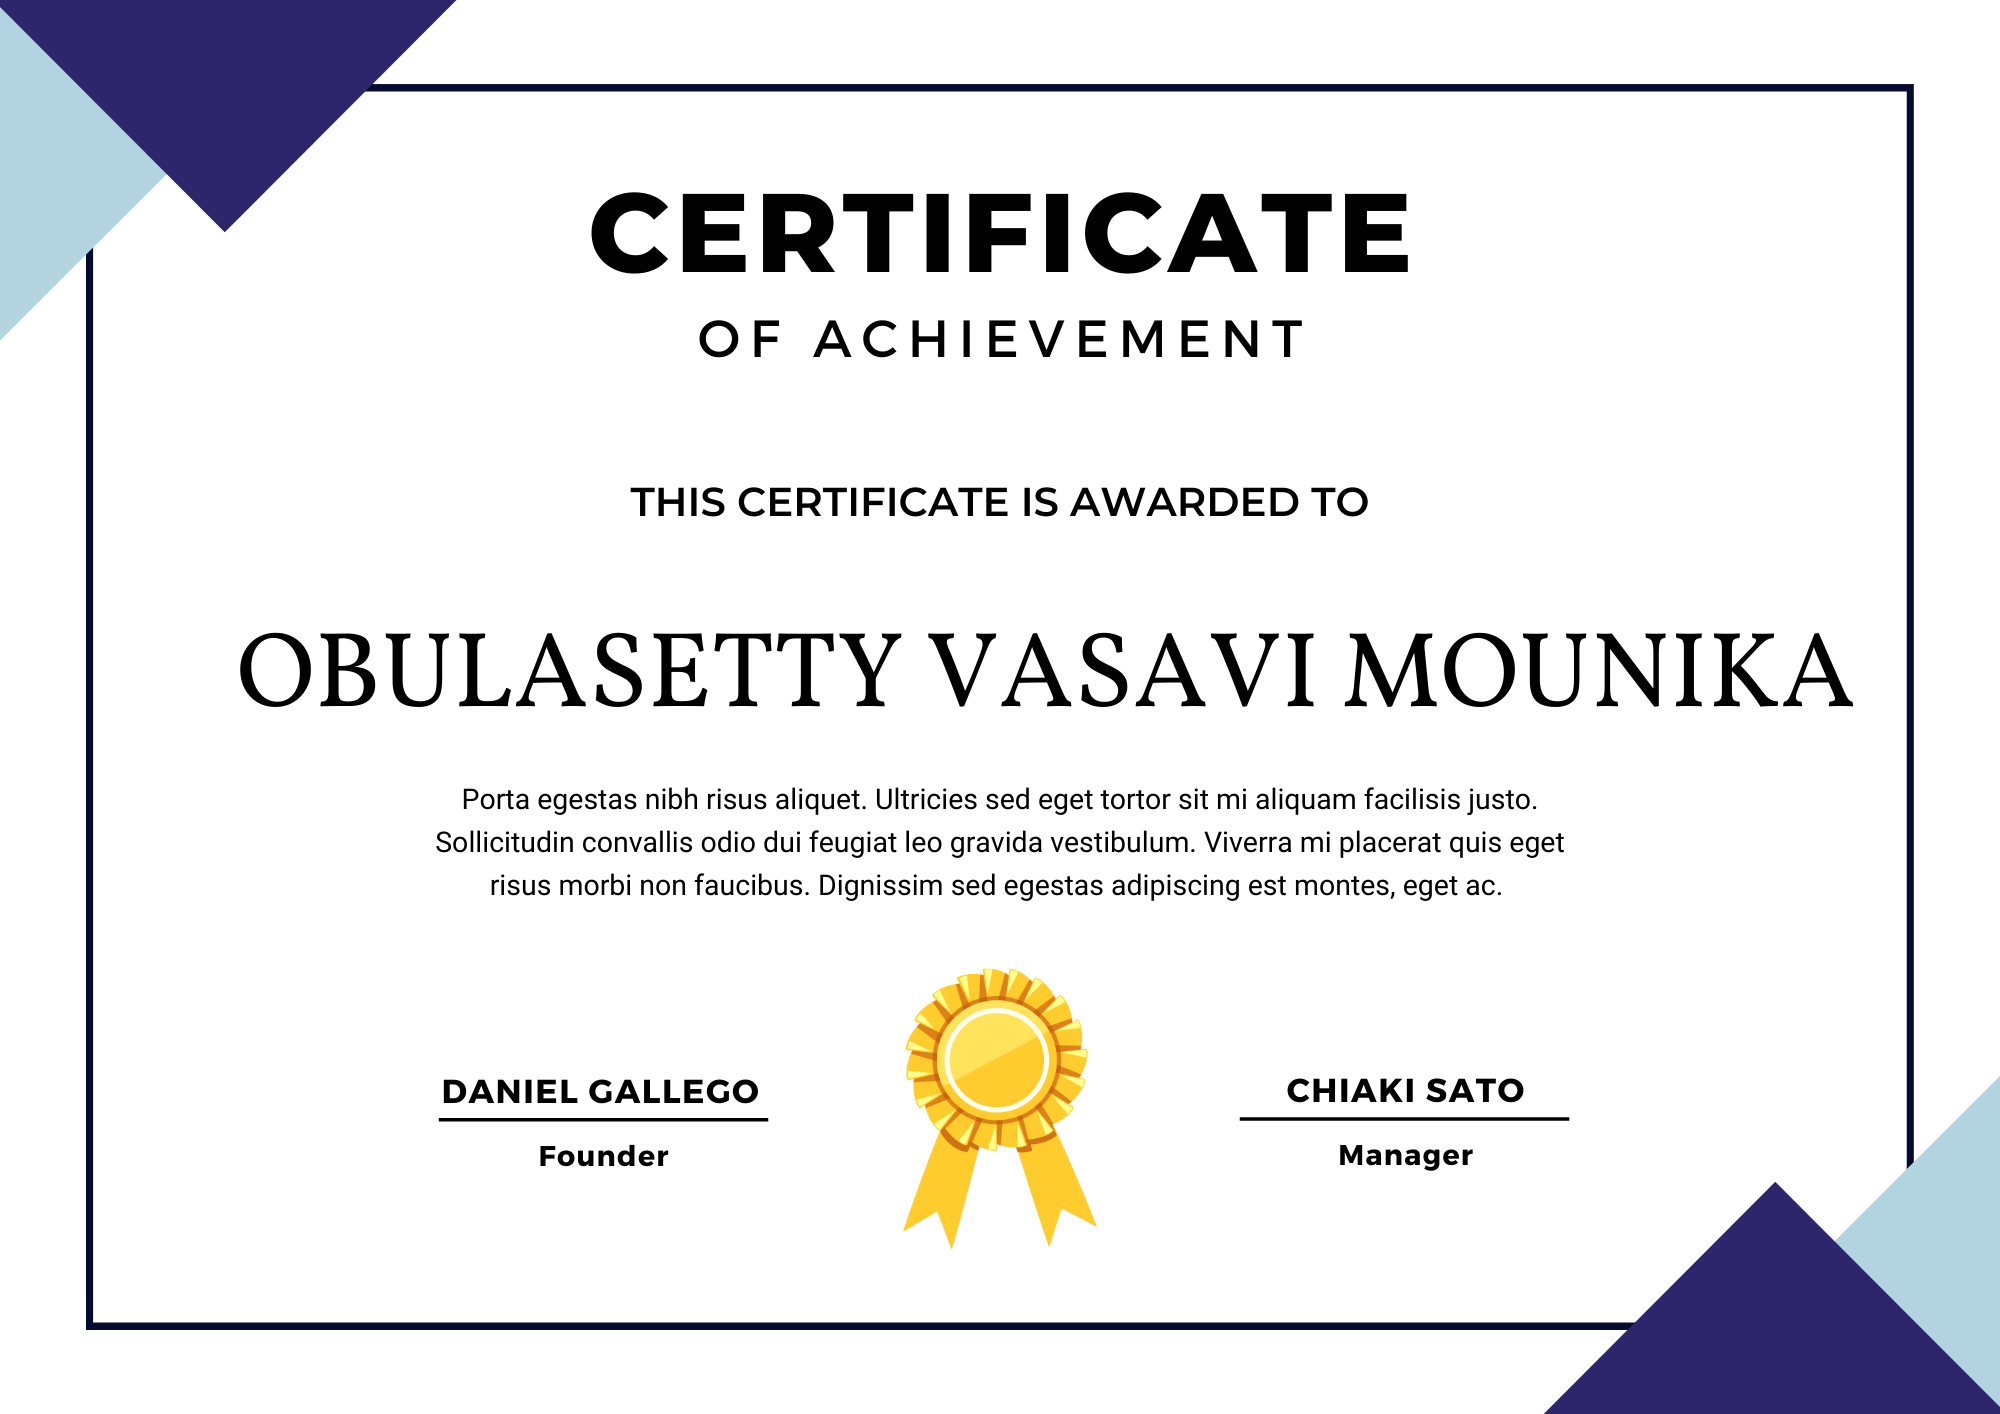 CERTIFICATE
OF ACHIEVEMENT
THIS CERTIFICATE IS AWARDED TO
OBULASETTY VASAVI MOUNIKA
Porta egestas nibh risus aliquet. Ultricies sed eget tortor sit mi aliquam facilisis justo.
Sollicitudin convallis odio dui feugiat leo gravida vestibulum. Viverra mi placerat quis eget
risus morbi non faucibus. Dignissim sed egestas adipiscing est montes, eget ac.
DANIEL GALLEGO
Founder
CHIAKI SATO
Manager